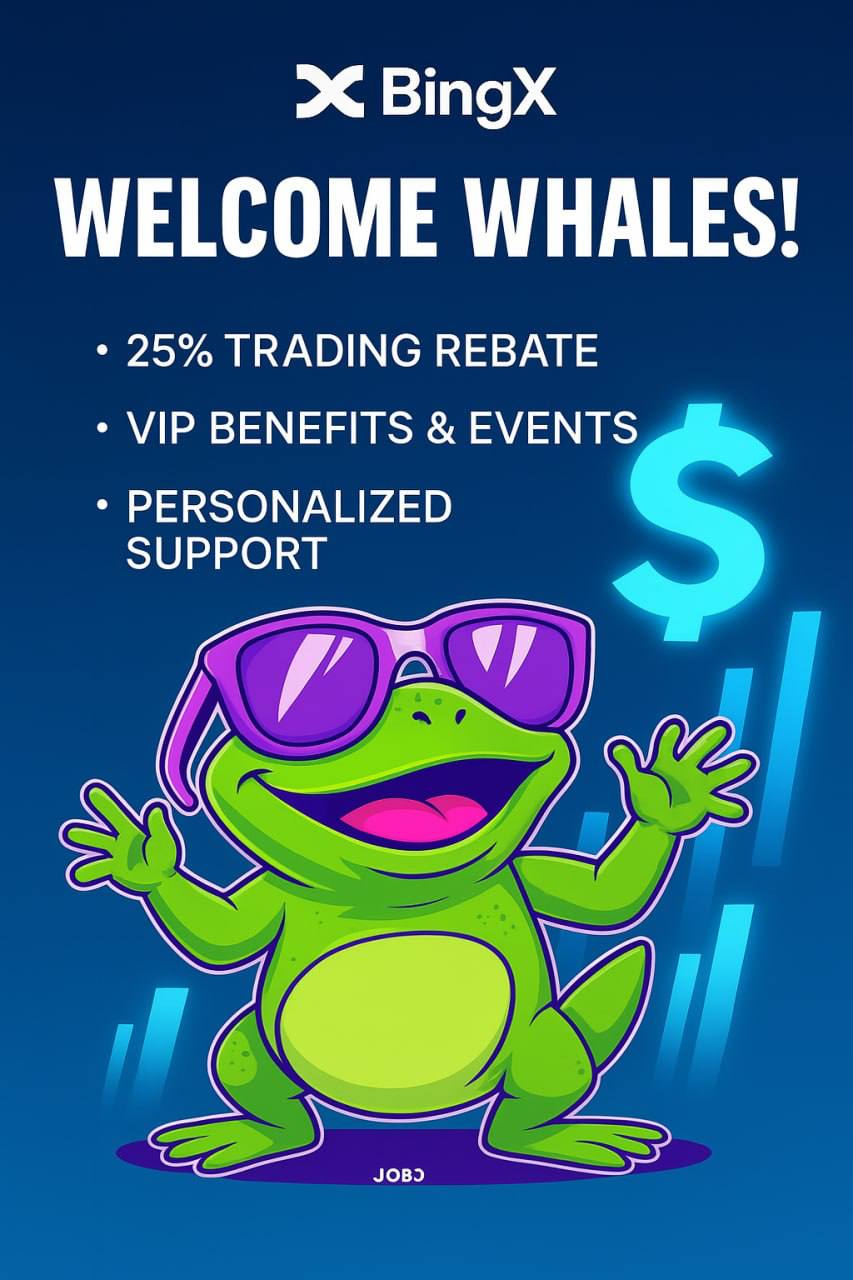 BingX
WELCOME WHALES!
• 25% TRADING REBATE
• VIP BENEFITS & EVENTS
• PERSONALIZED
SUPPORT
$